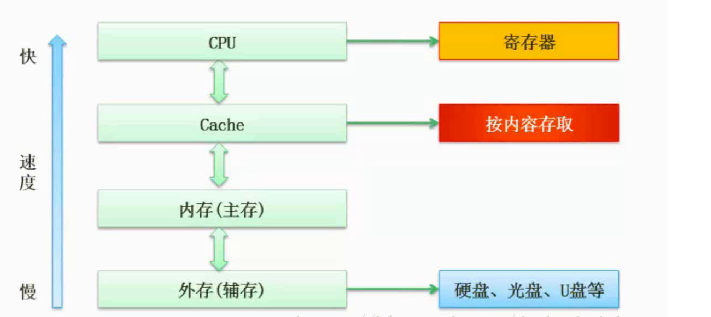 快
CPU
寄存器
Cache
按内容存取
速度
内存(主存)
慢
外存(辅存)
硬盘、光盘、U盘等